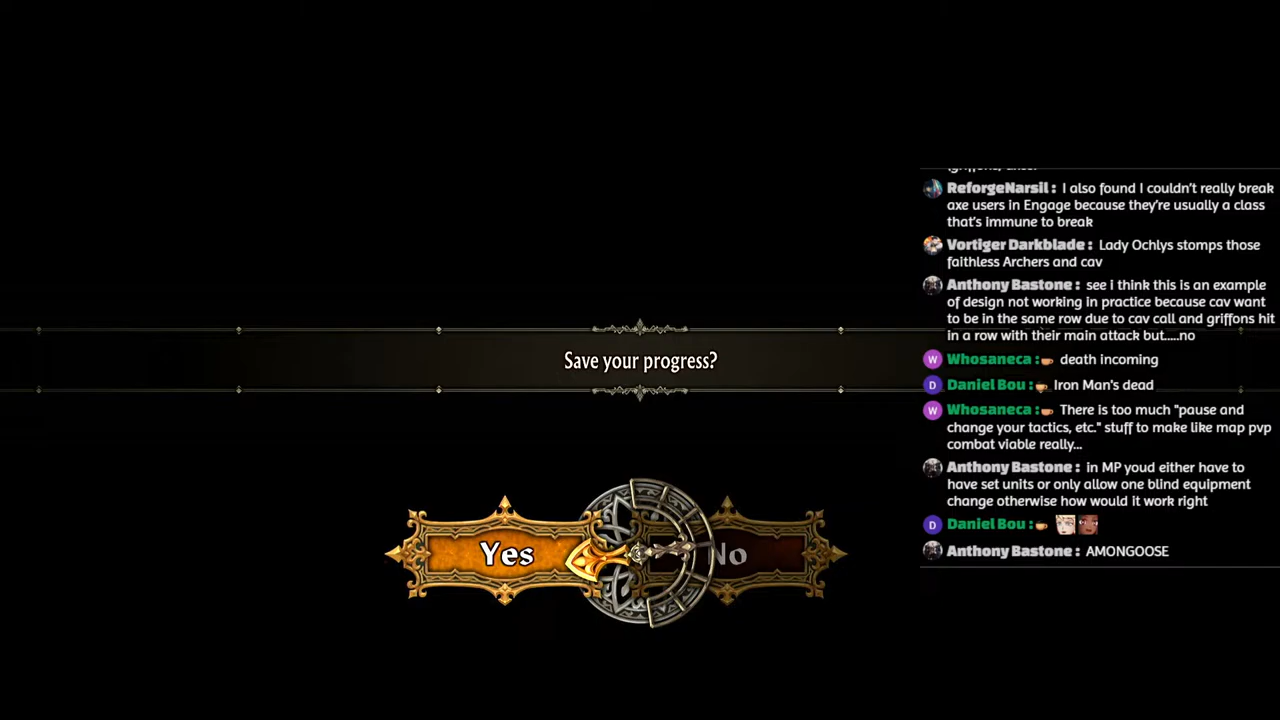 Save your progress?
Yes
No
ReforgeNarsil : I also found I couldn't really break
axe users in Engage because they're usually a class
that's immune to break
Vortiger Darkblade : Lady Ochlys stomps those
faithless Archers and cav
Anthony Bastone : see i think this is an example
of design not working in practice because cav want
to be in the same row due to cav call and griffons hit
in a row with their main attack but.....no
W Whosaneca : death incoming
D Daniel Bou : Iron Man's dead
W Whosaneca : There is too much "pause and
change your tactics, etc." stuff to make like map pvp
combat viable really...
Anthony Bastone : in MP youd either have to
have set units or only allow one blind equipment
change otherwise how would it work right
D Daniel Bou :
Anthony Bastone : AMONGOOSE